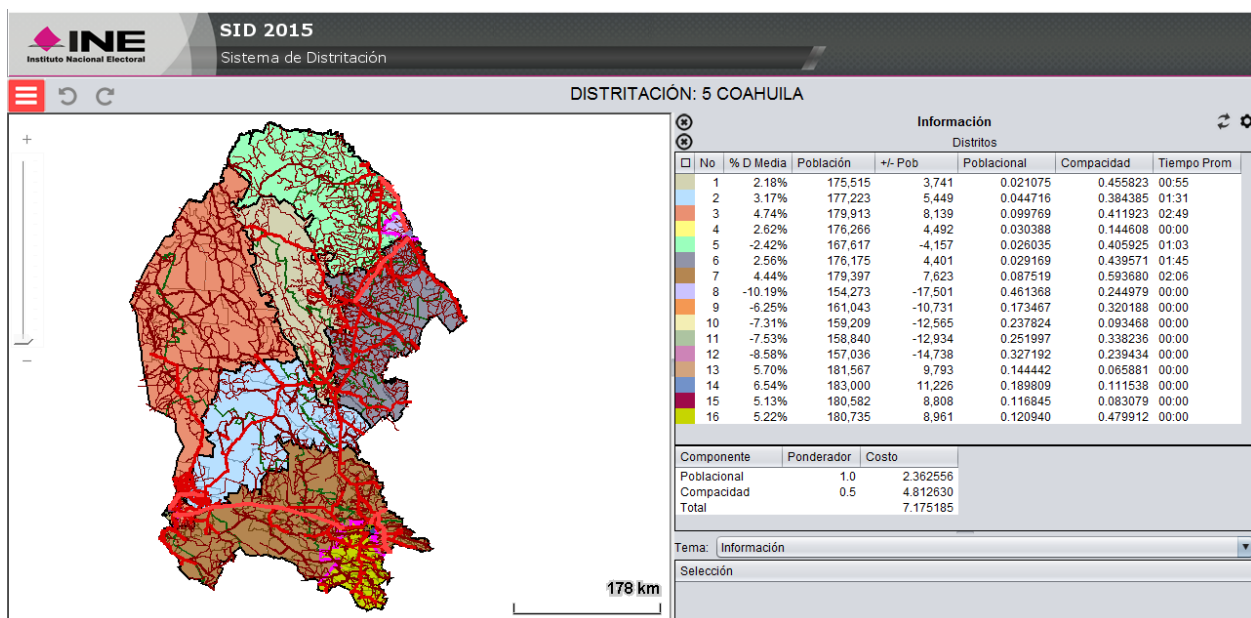 INE
Instituto Nacional Electoral
SID 2015
Sistema de Distritación
DISTRITACIÓN: 5 COAHUILA
+
−
178 km
Información
Distritos
No % D Media Población +/- Pob Poblacional Compacidad Tiempo Prom
1 2.18% 175,515 3,741 0.021075 0.455823 00:55
2 3.17% 177,223 5,449 0.044716 0.384385 01:31
3 4.74% 179,913 8,139 0.099769 0.411923 02:49
4 2.62% 176,266 4,492 0.030388 0.144608 00:00
5 -2.42% 167,617 -4,157 0.026035 0.405925 01:03
6 2.56% 176,175 4,401 0.029169 0.439571 01:45
7 4.44% 179,397 7,623 0.087519 0.593680 02:06
8 -10.19% 154,273 -17,501 0.461368 0.244979 00:00
9 -6.25% 161,043 -10,731 0.173467 0.320188 00:00
10 -7.31% 159,209 -12,565 0.237824 0.093468 00:00
11 -7.53% 158,840 -12,934 0.251997 0.338236 00:00
12 -8.58% 157,036 -14,738 0.327192 0.239434 00:00
13 5.70% 181,567 9,793 0.144442 0.065881 00:00
14 6.54% 183,000 11,226 0.189809 0.111538 00:00
15 5.13% 180,582 8,808 0.116845 0.083079 00:00
16 5.22% 180,735 8,961 0.120940 0.479912 00:00
Componente Ponderador Costo
Poblacional 1.0 2.362556
Compacidad 0.5 4.812630
Total 7.175185
Tema: Información
Selección